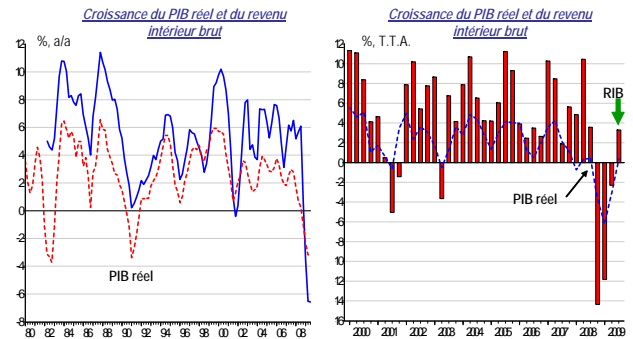 Croissance du PIB réel et du revenu
intérieur brut
%, a/a
12
10
8
6
4
2
0
-2
-4
-6
-8
PIB réel
80 82 84 86 88 90 92 94 96 98 00 02 04 06 08
Croissance du PIB réel et du revenu
intérieur brut
%, T.T.A.
12
10
8
6
4
2
0
-2
-4
-6
-8
10
12
14
16
RIB
PIB réel
2000 2001 2002 2003 2004 2005 2006 2007 2008 2009